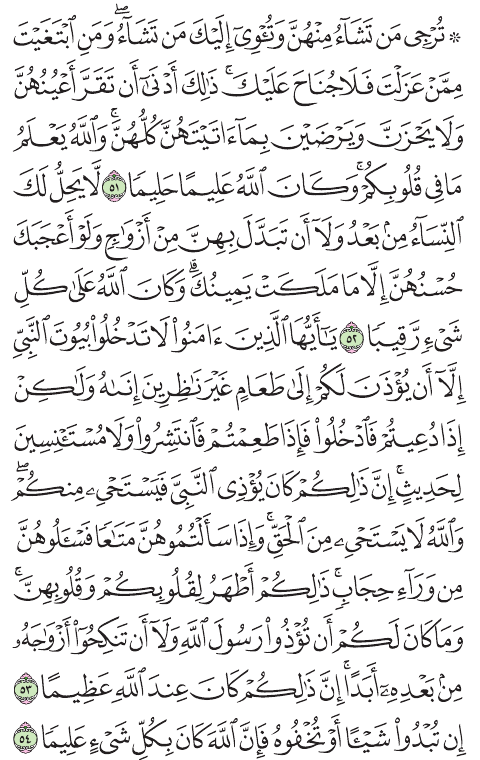 ۞ تُرْجِى مَن تَشَآءُ مِنْهُنَّ وَتُـْٔوِىٓ إِلَيْكَ مَن تَشَآءُۖ وَمَنِ ٱبْتَغَيْتَ
مِمَّنْ عَزَلْتَ فَلَا جُنَاحَ عَلَيْكَۚ ذَٰلِكَ أَدْنَىٰٓ أَن تَقَرَّ أَعْيُنُهُنَّ
وَلَا يَحْزَنَّ وَيَرْضَيْنَ بِمَآ ءَاتَيْتَهُنَّ كُلُّهُنَّۚ وَٱللَّهُ يَعْلَمُ
مَا فِى قُلُوبِكُمْۚ وَكَانَ ٱللَّهُ عَلِيمًا حَلِيمًا ٥١ لَّا يَحِلُّ لَكَ
ٱلنِّسَآءُ مِنۢ بَعْدُ وَلَآ أَن تَبَدَّلَ بِهِنَّ مِنْ أَزْوَٰجٍ وَلَوْ أَعْجَبَكَ
حُسْنُهُنَّ إِلَّا مَا مَلَكَتْ يَمِينُكَۗ وَكَانَ ٱللَّهُ عَلَىٰ كُلِّ
شَىْءٍ رَّقِيبًا ٥٢ يَـٰٓأَيُّهَا ٱلَّذِينَ ءَامَنُوا۟ لَا تَدْخُلُوا۟ بُيُوتَ ٱلنَّبِىِّ
إِلَّآ أَن يُؤْذَنَ لَكُمْ إِلَىٰ طَعَامٍ غَيْرَ نَـٰظِرِينَ إِنَىٰهُ وَلَـٰكِنْ
إِذَا دُعِيتُمْ فَٱدْخُلُوا۟ فَإِذَا طَعِمْتُمْ فَٱنتَشِرُوا۟ وَلَا مُسْتَـْٔنِسِينَ
لِحَدِيثٍۚ إِنَّ ذَٰلِكُمْ كَانَ يُؤْذِى ٱلنَّبِىَّ فَيَسْتَحْىِۦ مِنكُمْۖ
وَٱللَّهُ لَا يَسْتَحْىِۦ مِنَ ٱلْحَقِّۚ وَإِذَا سَأَلْتُمُوهُنَّ مَتَـٰعًا فَسْـَٔلُوهُنَّ
مِن وَرَآءِ حِجَابٍۚ ذَٰلِكُمْ أَطْهَرُ لِقُلُوبِكُمْ وَقُلُوبِهِنَّۚ
وَمَا كَانَ لَكُمْ أَن تُؤْذُوا۟ رَسُولَ ٱللَّهِ وَلَآ أَن تَنكِحُوٓا۟ أَزْوَٰجَهُۥ
مِنۢ بَعْدِهِۦٓ أَبَدًاۚ إِنَّ ذَٰلِكُمْ كَانَ عِندَ ٱللَّهِ عَظِيمًا ٥٣
إِن تُبْدُوا۟ شَيْـًٔا أَوْ تُخْفُوهُ فَإِنَّ ٱللَّهَ كَانَ بِكُلِّ شَىْءٍ عَلِيمًا ٥٤